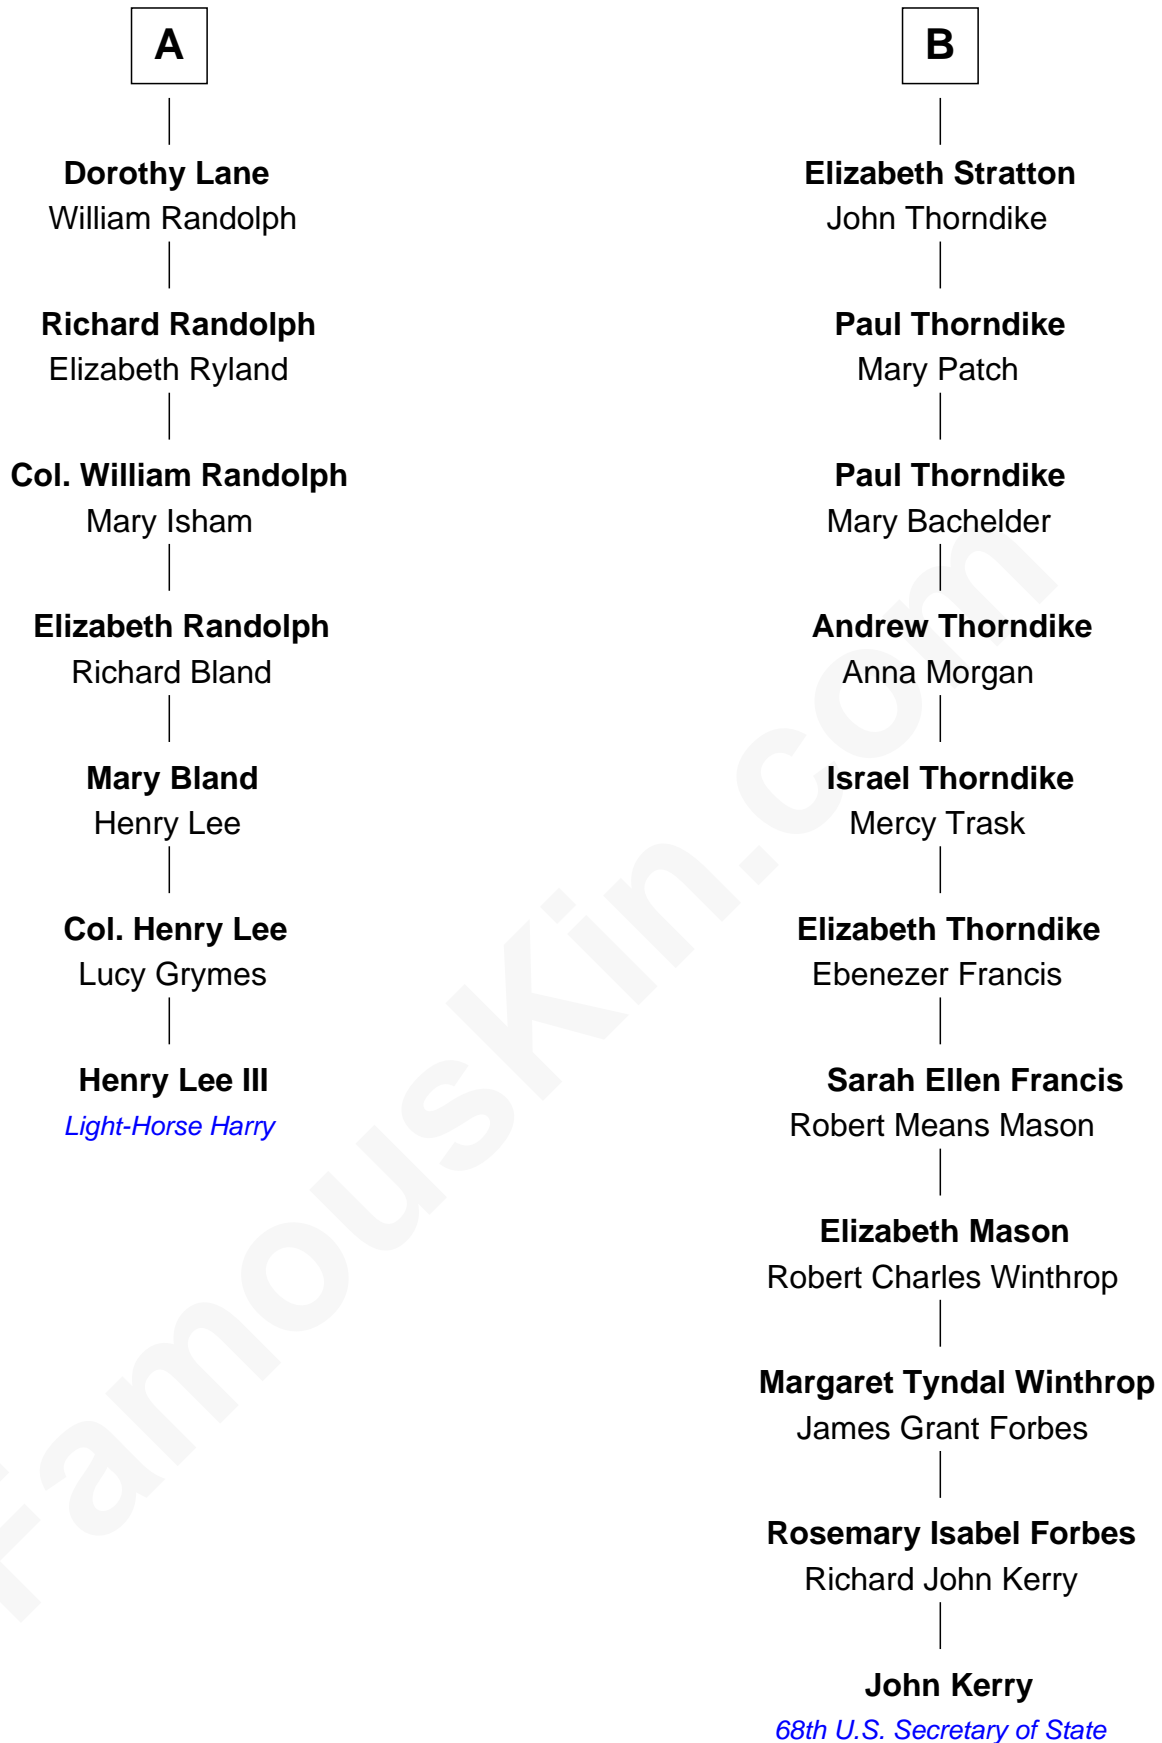 A
Dorothy Lane
William Randolph
Richard Randolph
Elizabeth Ryland
Col. William Randolph
Mary Isham
Elizabeth Randolph
Richard Bland
Mary Bland
Henry Lee
Col. Henry Lee
Lucy Grymes
Henry Lee III
Light-Horse Harry
B
Elizabeth Stratton
John Thorndike
Paul Thorndike
Mary Patch
Paul Thorndike
Mary Bachelder
Andrew Thorndike
Anna Morgan
Israel Thorndike
Mercy Trask
Elizabeth Thorndike
Ebenezer Francis
Sarah Ellen Francis
Robert Means Mason
Elizabeth Mason
Robert Charles Winthrop
Margaret Tyndal Winthrop
James Grant Forbes
Rosemary Isabel Forbes
Richard John Kerry
John Kerry
68th U.S. Secretary of State
FamousKin.com